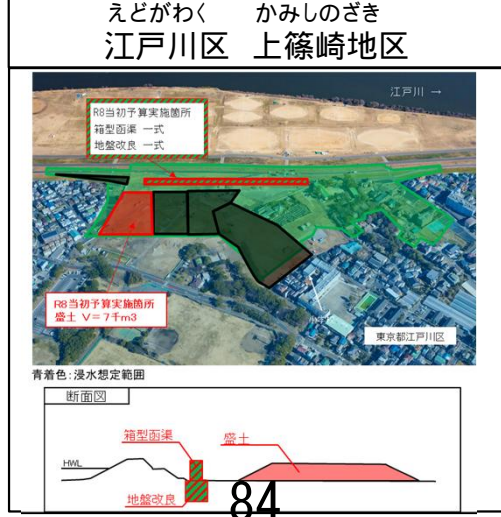 えどがわく かみしのざき
江戸川区 上篠崎地区
江戸川 →
R8当初予算実施箇所
箱型函渠 一式
地盤改良 一式
R8当初予算実施箇所
盛土 V=7千m3
東京都江戸川区
青着色:浸水想定範囲
断面図
箱型函渠
盛土
HWL
地盤改良
84